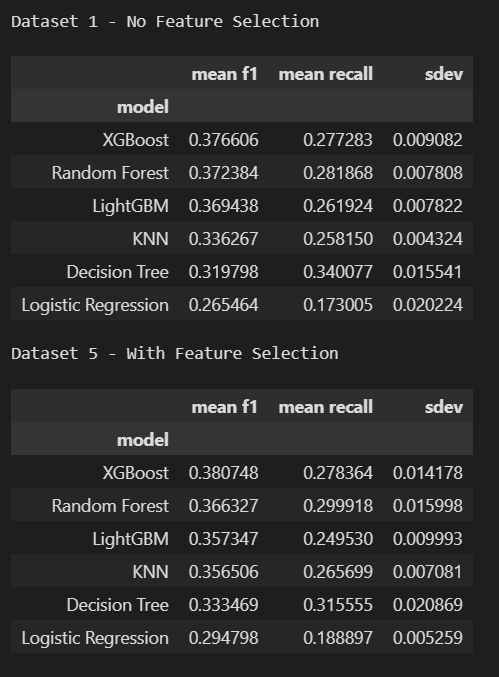 Dataset 1 - No Feature Selection
mean f1 mean recall sdev
model
XGBoost 0.376606 0.277283 0.009082
Random Forest 0.372384 0.281868 0.007808
LightGBM 0.369438 0.261924 0.007822
KNN 0.336267 0.258150 0.004324
Decision Tree 0.319798 0.340077 0.015541
Logistic Regression 0.265464 0.173005 0.020224
Dataset 5 - With Feature Selection
mean f1 mean recall sdev
model
XGBoost 0.380748 0.278364 0.014178
Random Forest 0.366327 0.299918 0.015998
LightGBM 0.357347 0.249530 0.009993
KNN 0.356506 0.265699 0.007081
Decision Tree 0.333469 0.315555 0.020869
Logistic Regression 0.294798 0.188897 0.005259